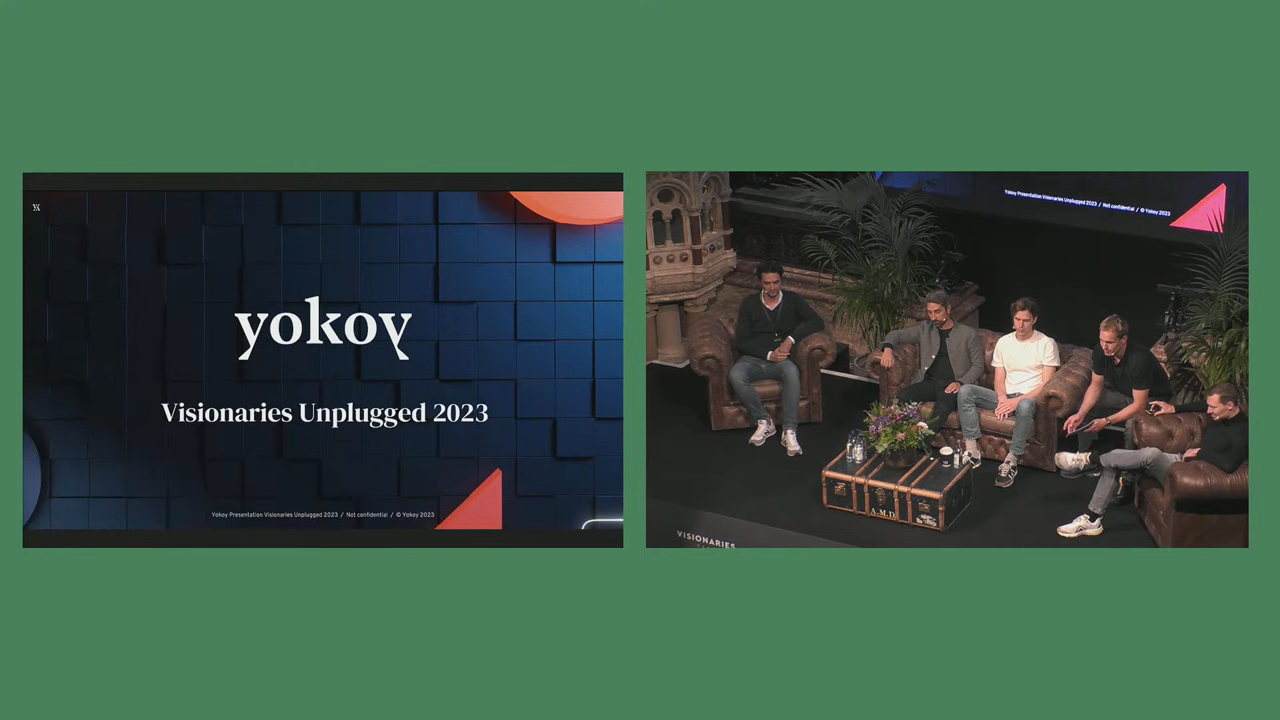 yokoy
Visionaries Unplugged 2023
Yokoy Presentation Visionaries Unplugged 2023 / Not confidential / © Yokoy 2023
Yokoy Presentation Visionaries Unplugged 2023 / Not confidential / © Yokoy 2023
A.M.D.
VISIONARIES